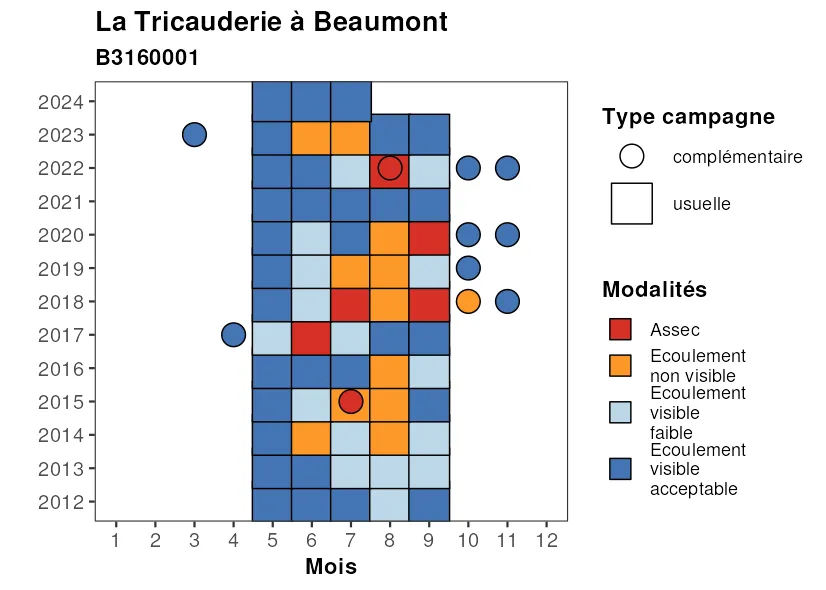 La Tricauderie à Beaumont
B3160001
2024
2023
2022
2021
2020
2019
2018
2017
2016
2015
2014
2013
2012
1 2 3 4 5 6 7 8 9 10 11 12
Mois
Type campagne
complémentaire
usuelle
Modalités
Assec
Ecoulement
non visible
Ecoulement
visible
faible
Ecoulement
visible
acceptable